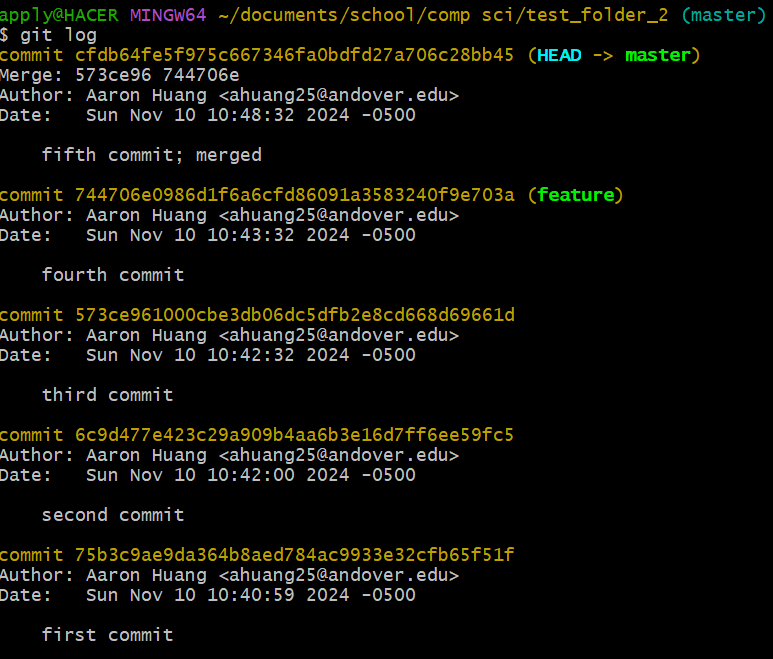 apply@HACER MINGW64 ~/documents/school/comp sci/test_folder_2 (master)
$ git log
commit cfdb64fe5f975c667346fa0bdfd27a706c28bb45 (HEAD -> master)
Merge: 573ce96 744706e
Author: Aaron Huang <ahuang25@andover.edu>
Date:   Sun Nov 10 10:48:32 2024 -0500
    fifth commit; merged
commit 744706e0986d1f6a6cfd86091a3583240f9e703a (feature)
Author: Aaron Huang <ahuang25@andover.edu>
Date:   Sun Nov 10 10:43:32 2024 -0500
    fourth commit
commit 573ce961000cbe3db06dc5dfb2e8cd668d69661d
Author: Aaron Huang <ahuang25@andover.edu>
Date:   Sun Nov 10 10:42:32 2024 -0500
    third commit
commit 6c9d477e423c29a909b4aa6b3e16d7ff6ee59fc5
Author: Aaron Huang <ahuang25@andover.edu>
Date:   Sun Nov 10 10:42:00 2024 -0500
    second commit
commit 75b3c9ae9da364b8aed784ac9933e32cfb65f51f
Author: Aaron Huang <ahuang25@andover.edu>
Date:   Sun Nov 10 10:40:59 2024 -0500
    first commit